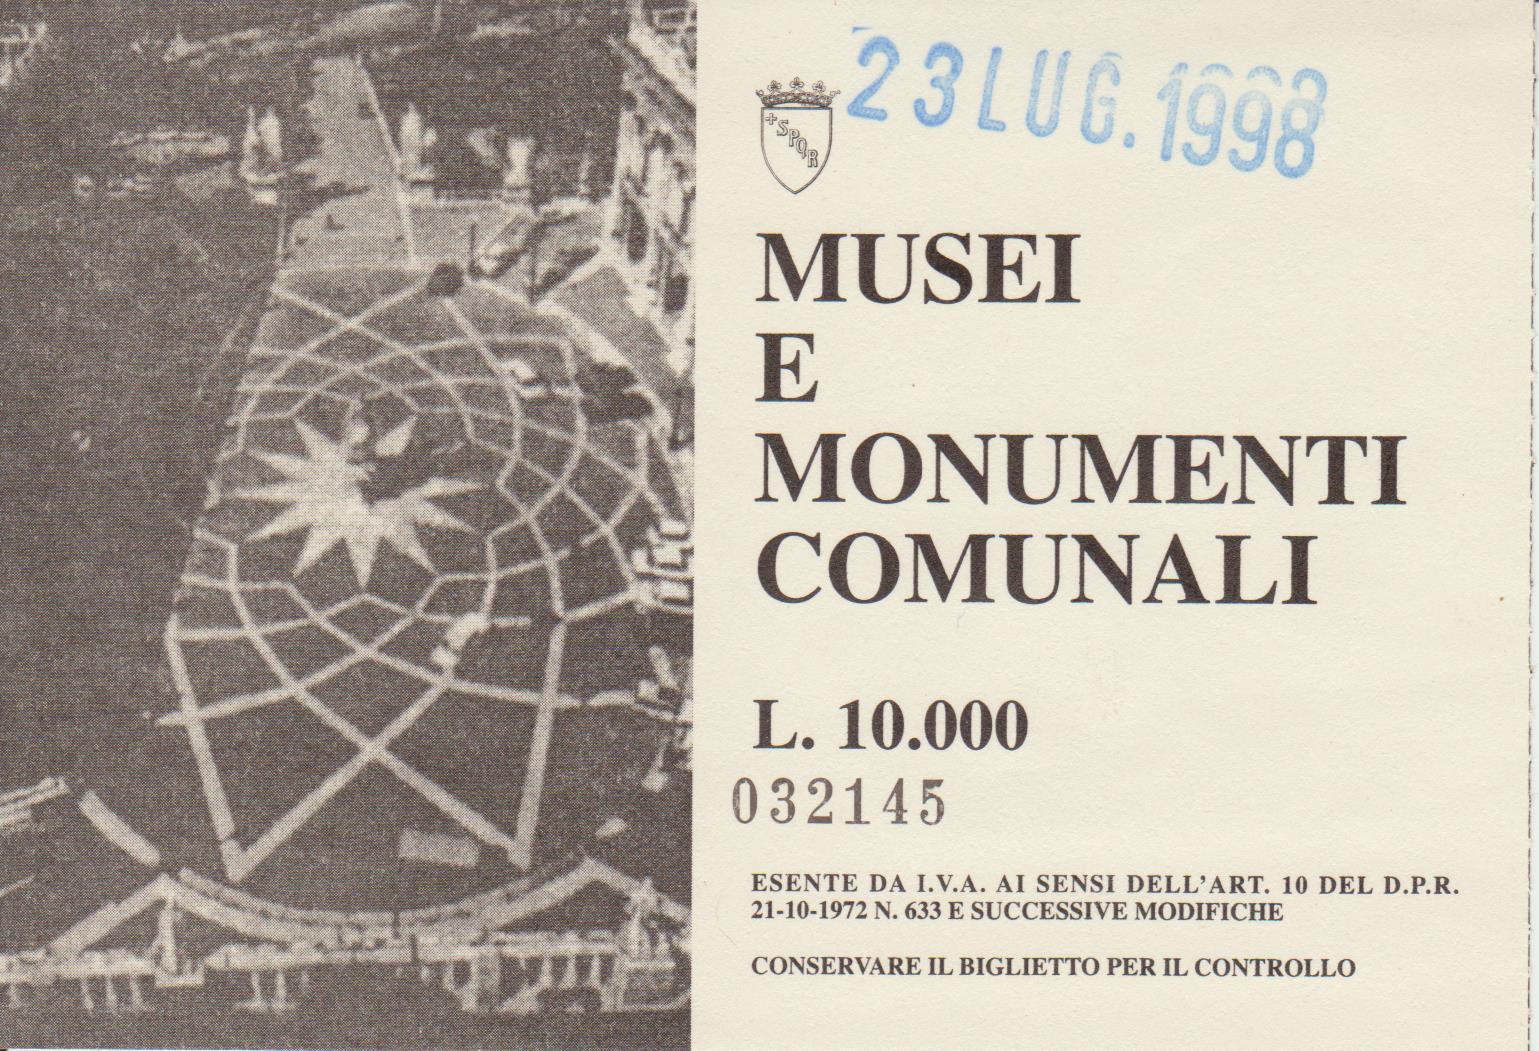 23 LUG. 1998
+SPQR
MUSEI
E
MONUMENTI
COMUNALI
L. 10.000
032145
ESENTE DA I.V.A. AI SENSI DELL'ART. 10 DEL D.P.R.
21-10-1972 N. 633 E SUCCESSIVE MODIFICHE
CONSERVARE IL BIGLIETTO PER IL CONTROLLO